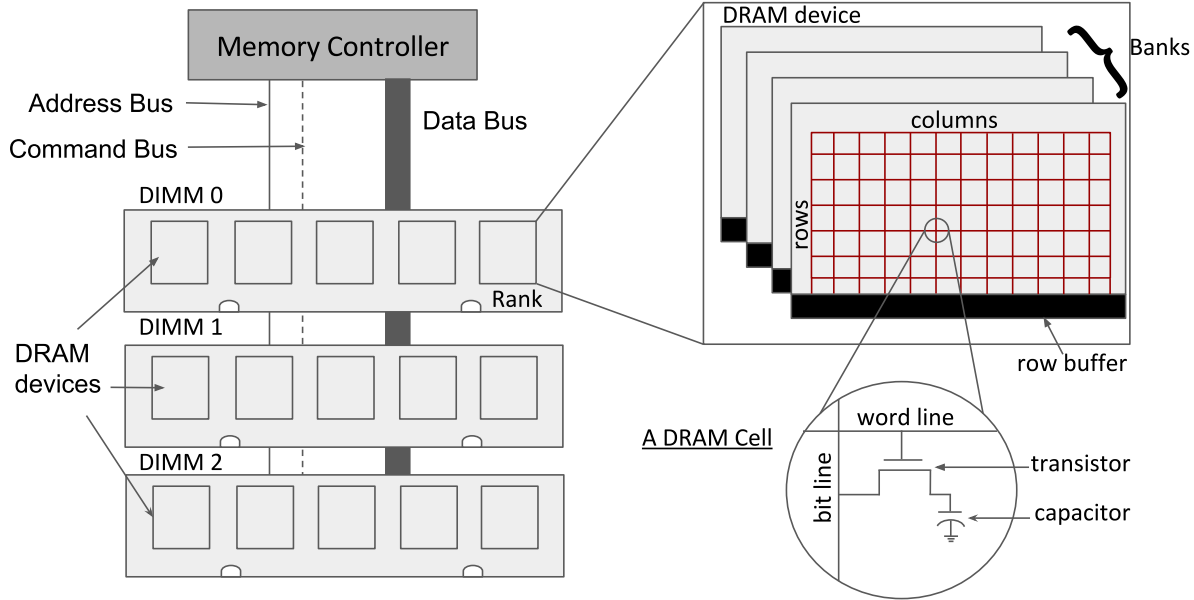 Memory Controller
Address Bus
Command Bus
Data Bus
DIMM 0
Rank
DIMM 1
DRAM
devices
DIMM 2
DRAM device
Banks
columns
rows
row buffer
A DRAM Cell
word line
bit line
transistor
capacitor